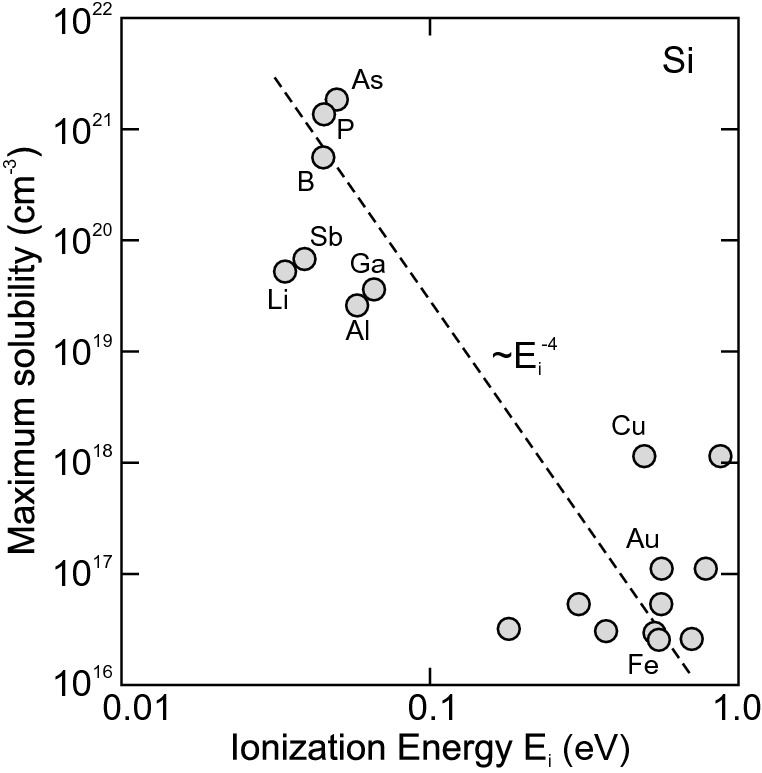 10²²
Si
As
10²¹
P
B
10²⁰
Sb
Ga
Li
Al
10¹⁹
~Eᵢ⁻⁴
Cu
10¹⁸
Au
10¹⁷
Fe
10¹⁶
0.01 0.1 1.0
Ionization Energy Eᵢ (eV)
Maximum solubility (cm⁻³)